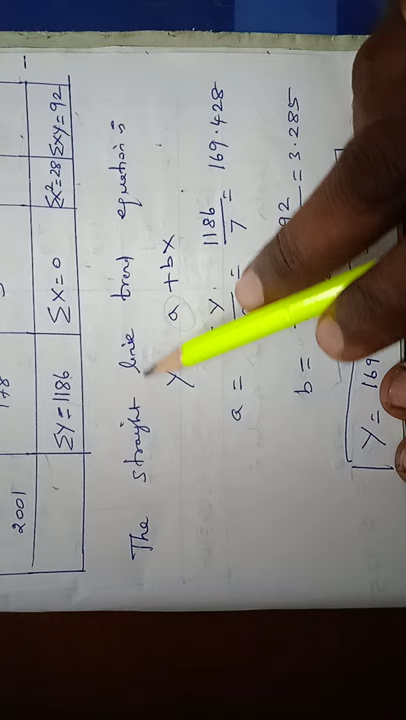 178
2001
ΣY=1186 ΣX=0 Σx²=28 Σxy=92
The straight line trend equation is
Y a +bx
a = Y = 1186/7 = 169.428
b = 92 = 3.285
Y = 169